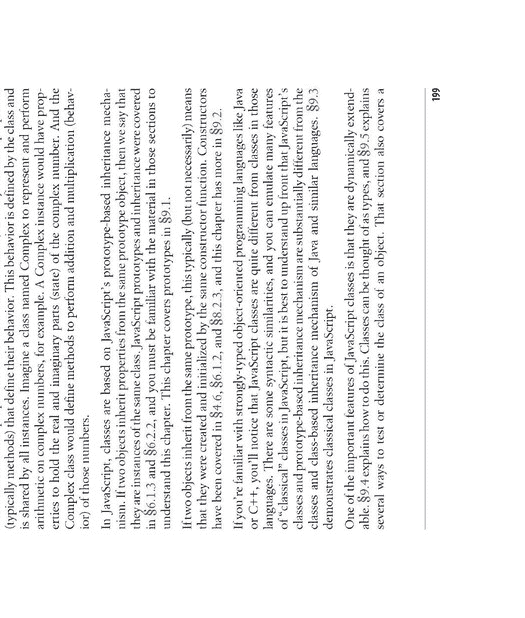 (typically methods) that define their behavior. This behavior is defined by the class and
is shared by all instances. Imagine a class named Complex to represent and perform
arithmetic on complex numbers, for example. A Complex instance would have prop-
erties to hold the real and imaginary parts (state) of the complex number. And the
Complex class would define methods to perform addition and multiplication (behav-
ior) of those numbers.
In JavaScript, classes are based on JavaScript's prototype-based inheritance mecha-
nism. If two objects inherit properties from the same prototype object, then we say that
they are instances of the same class. JavaScript prototypes and inheritance were covered
in §6.1.3 and §6.2.2, and you must be familiar with the material in those sections to
understand this chapter. This chapter covers prototypes in §9.1.
If two objects inherit from the same prototype, this typically (but not necessarily) means
that they were created and initialized by the same constructor function. Constructors
have been covered in §4.6, §6.1.2, and §8.2.3, and this chapter has more in §9.2.
If you're familiar with strongly-typed object-oriented programming languages like Java
or C++, you'll notice that JavaScript classes are quite different from classes in those
languages. There are some syntactic similarities, and you can emulate many features
of “classical” classes in JavaScript, but it is best to understand up front that JavaScript's
classes and prototype-based inheritance mechanism are substantially different from the
classes and class-based inheritance mechanism of Java and similar languages. §9.3
demonstrates classical classes in JavaScript.
One of the important features of JavaScript classes is that they are dynamically extend-
able. §9.4 explains how to do this. Classes can be thought of as types, and §9.5 explains
several ways to test or determine the class of an object. That section also covers a
199